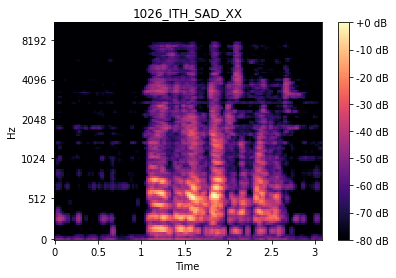 1026_ITH_SAD_XX
+0 dB
8192
-10 dB
4096
-20 dB
-30 dB
2048
Hz
-40 dB
1024
-50 dB
512
-60 dB
-70 dB
0
-80 dB
0 0.5 1 1.5 2 2.5 3
Time